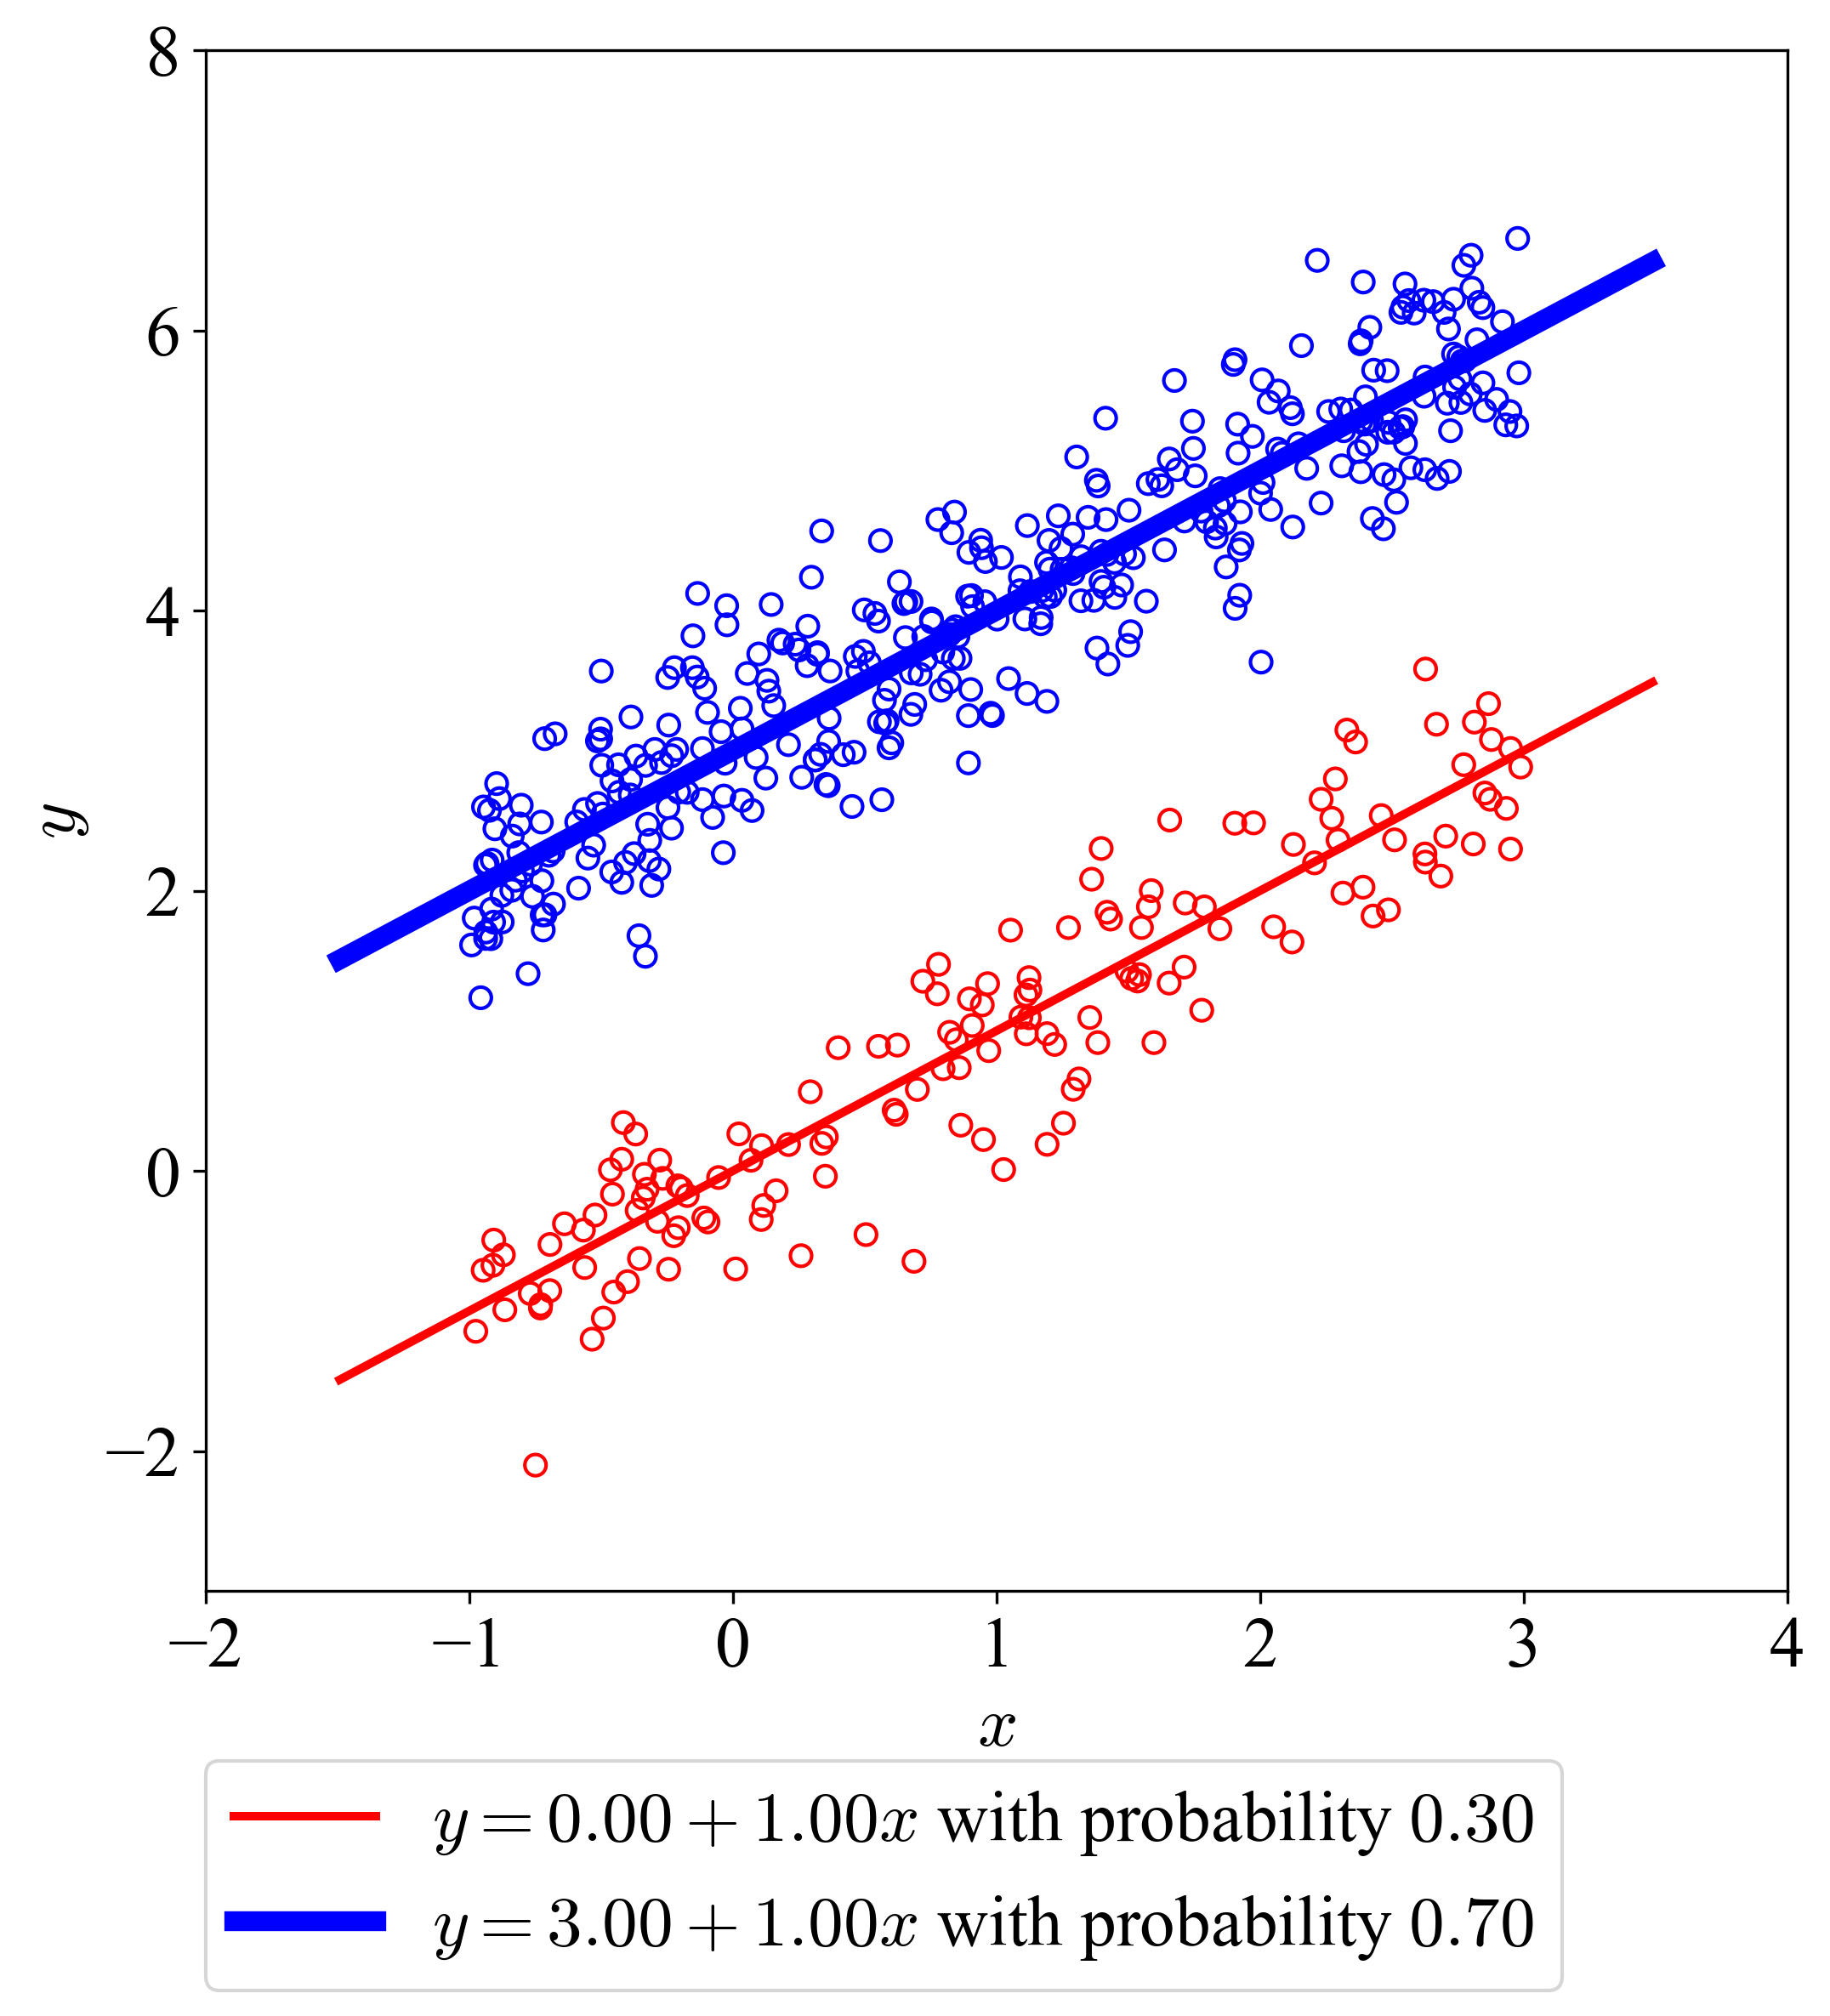 8
6
4
2
0
−2
y
−2 −1 0 1 2 3 4
x
y = 0.00 + 1.00x with probability 0.30
y = 3.00 + 1.00x with probability 0.70